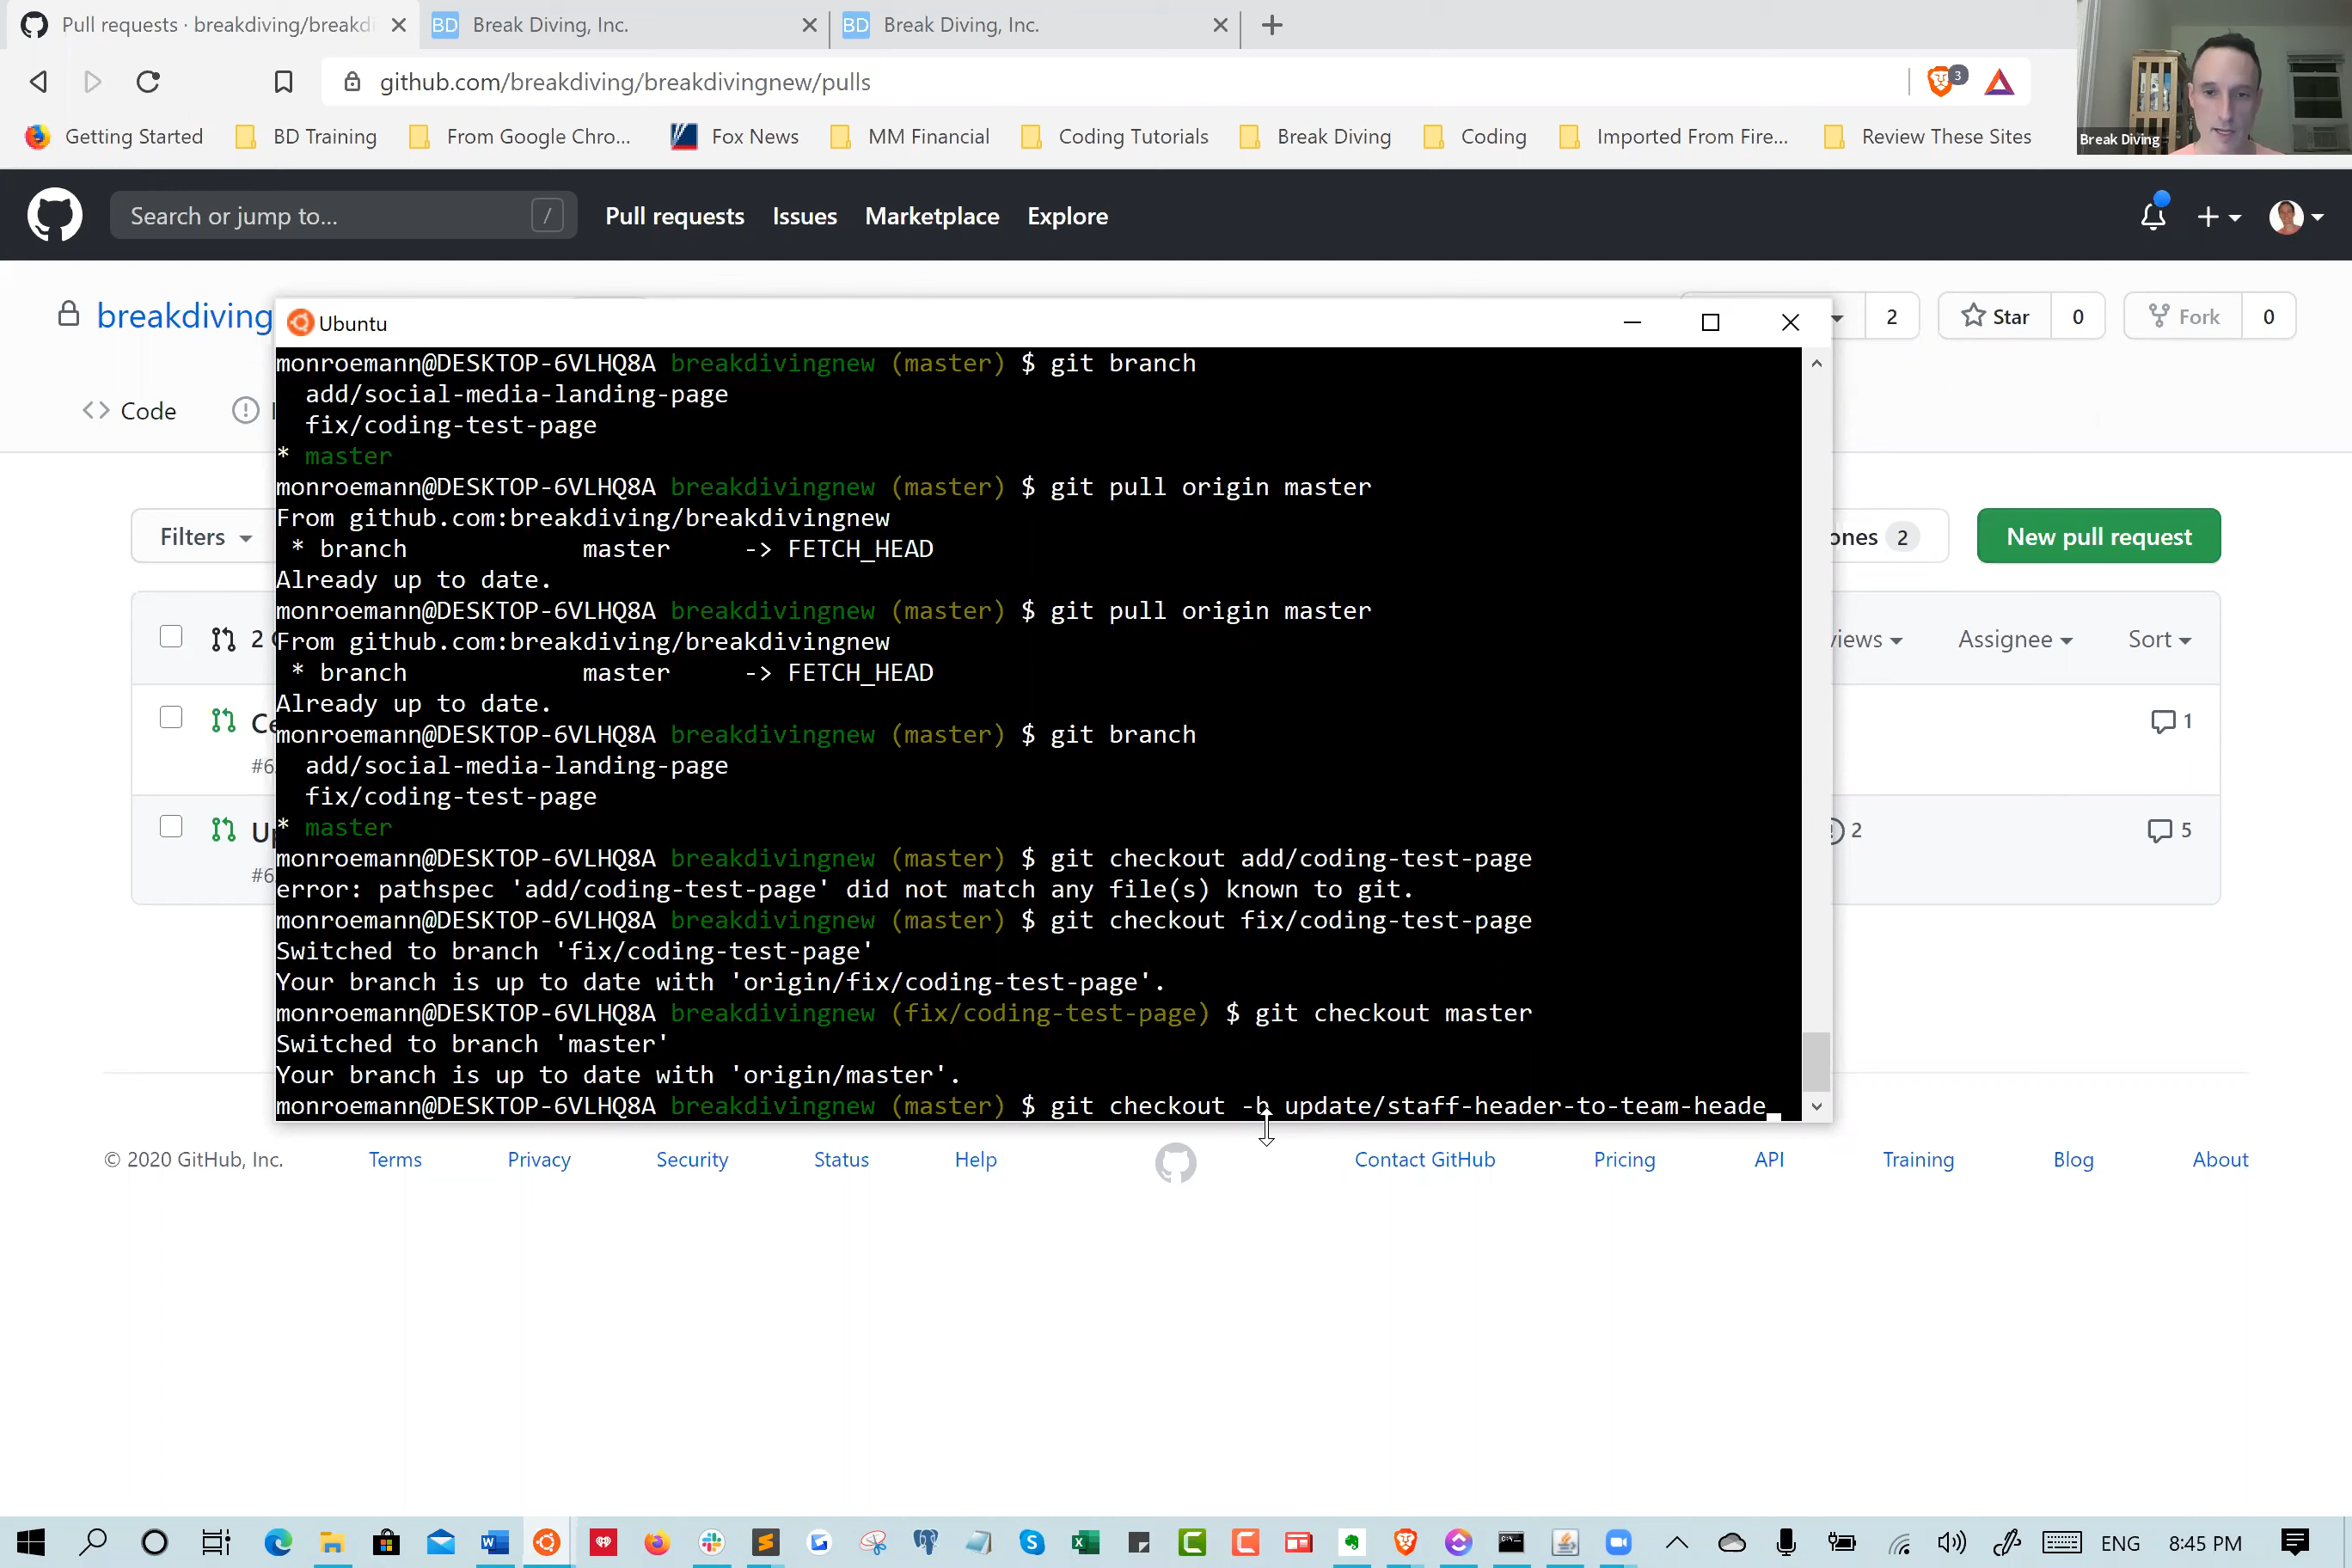 Pull requests · breakdiving/breakdi
BD Break Diving, Inc.
BD Break Diving, Inc.
github.com/breakdiving/breakdivingnew/pulls
3
Getting Started
BD Training
From Google Chro...
Fox News
MM Financial
Coding Tutorials
Break Diving
Coding
Imported From Fire...
Review These Sites
Break Diving
Search or jump to...
/
Pull requests
Issues
Marketplace
Explore
breakdiving
2
Star
0
Fork
0
Code
Ubuntu
monroemann@DESKTOP-6VLHQ8A breakdivingnew (master) $ git branch
add/social-media-landing-page
fix/coding-test-page
* master
monroemann@DESKTOP-6VLHQ8A breakdivingnew (master) $ git pull origin master
From github.com:breakdiving/breakdivingnew
* branch            master     -> FETCH_HEAD
Already up to date.
monroemann@DESKTOP-6VLHQ8A breakdivingnew (master) $ git pull origin master
From github.com:breakdiving/breakdivingnew
* branch            master     -> FETCH_HEAD
Already up to date.
monroemann@DESKTOP-6VLHQ8A breakdivingnew (master) $ git branch
add/social-media-landing-page
fix/coding-test-page
* master
monroemann@DESKTOP-6VLHQ8A breakdivingnew (master) $ git checkout add/coding-test-page
error: pathspec 'add/coding-test-page' did not match any file(s) known to git.
monroemann@DESKTOP-6VLHQ8A breakdivingnew (master) $ git checkout fix/coding-test-page
Switched to branch 'fix/coding-test-page'
Your branch is up to date with 'origin/fix/coding-test-page'.
monroemann@DESKTOP-6VLHQ8A breakdivingnew (fix/coding-test-page) $ git checkout master
Switched to branch 'master'
Your branch is up to date with 'origin/master'.
monroemann@DESKTOP-6VLHQ8A breakdivingnew (master) $ git checkout -b update/staff-header-to-team-heade
Filters
ones 2
New pull request
2
views
Assignee
Sort
Ce
#6
1
Up
#6
2
5
© 2020 GitHub, Inc.
Terms
Privacy
Security
Status
Help
Contact GitHub
Pricing
API
Training
Blog
About
ENG
8:45 PM